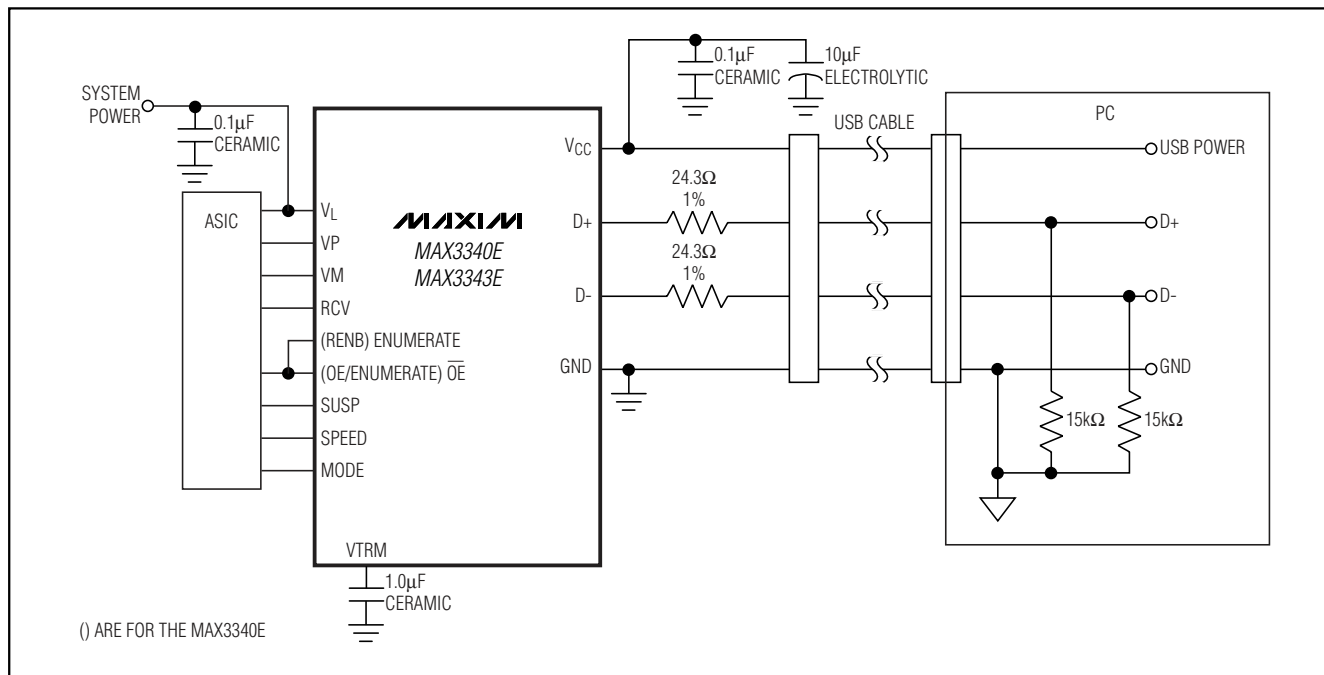 0.1µF
CERAMIC
10µF
ELECTROLYTIC
SYSTEM
POWER
0.1µF
CERAMIC
USB CABLE
PC
VCC
USB POWER
24.3Ω
1%
ASIC
VL
MAXIM
D+
D+
VP
MAX3340E
24.3Ω
1%
VM
MAX3343E
D-
D-
RCV
(RENB) ENUMERATE
(OE/ENUMERATE) O̅E̅
GND
GND
SUSP
15kΩ
15kΩ
SPEED
MODE
VTRM
1.0µF
CERAMIC
() ARE FOR THE MAX3340E